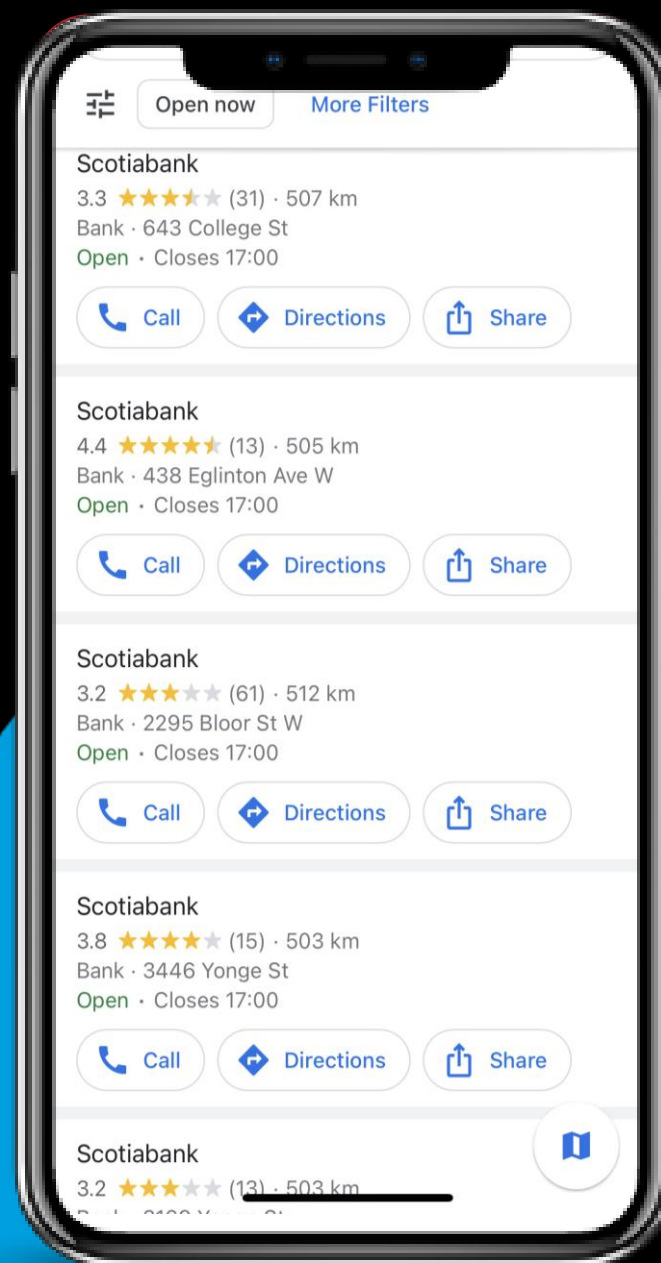 Open now More Filters
Scotiabank
3.3 (31) · 507 km
Bank · 643 College St
Open · Closes 17:00
Call Directions Share
Scotiabank
4.4 (13) · 505 km
Bank · 438 Eglinton Ave W
Open · Closes 17:00
Call Directions Share
Scotiabank
3.2 (61) · 512 km
Bank · 2295 Bloor St W
Open · Closes 17:00
Call Directions Share
Scotiabank
3.8 (15) · 503 km
Bank · 3446 Yonge St
Open · Closes 17:00
Call Directions Share
Scotiabank
3.2 (13) · 503 km